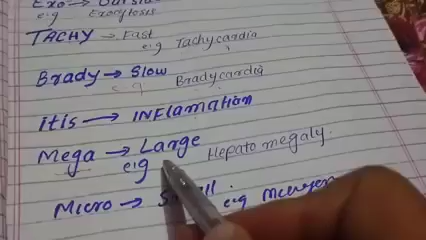 Exo → Outside
e.g Exocytosis
TACHY → Fast
e.g Tachycardia
Brady → Slow
e.g Bradycardia
itis → INFlamation
Mega → Large
e.g Hepato megaly.
Micro → e.g